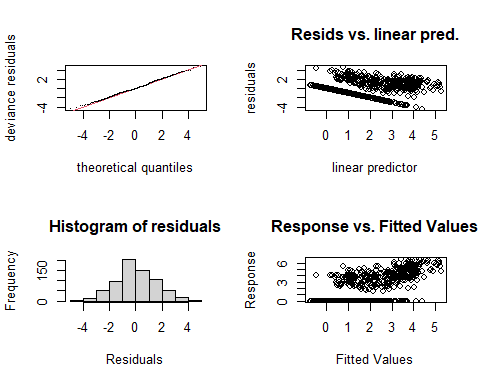 deviance residuals
2
-4
-4 -2 0 2 4
theoretical quantiles
Resids vs. linear pred.
residuals
2
-4
0 1 2 3 4 5
linear predictor
Histogram of residuals
Frequency
150
0
-4 -2 0 2 4
Residuals
Response vs. Fitted Values
Response
6
3
0
0 1 2 3 4 5
Fitted Values